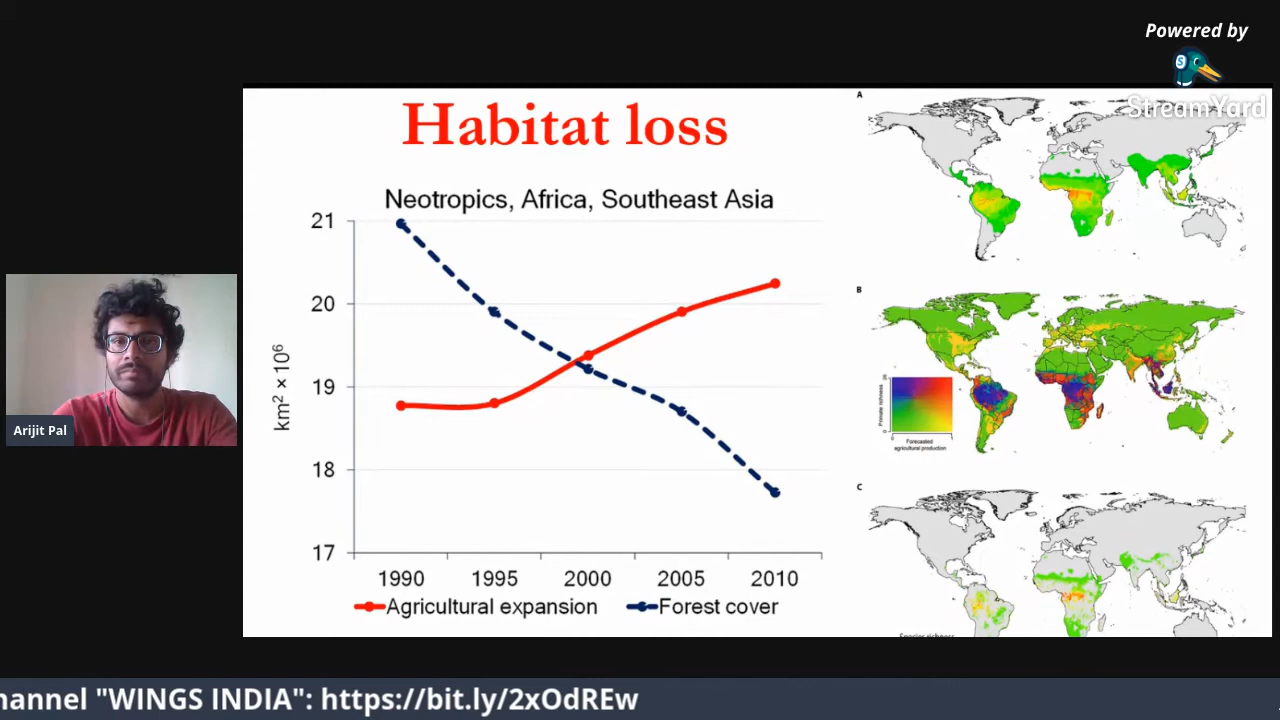 Powered by
StreamYard
Habitat loss
Neotropics, Africa, Southeast Asia
21
20
19
18
17
km² × 10⁶
1990 1995 2000 2005 2010
Agricultural expansion Forest cover
A
B
Primate richness
Forecasted
agricultural production
C
Species richness
Arijit Pal
hannel "WINGS INDIA": https://bit.ly/2xOdREw